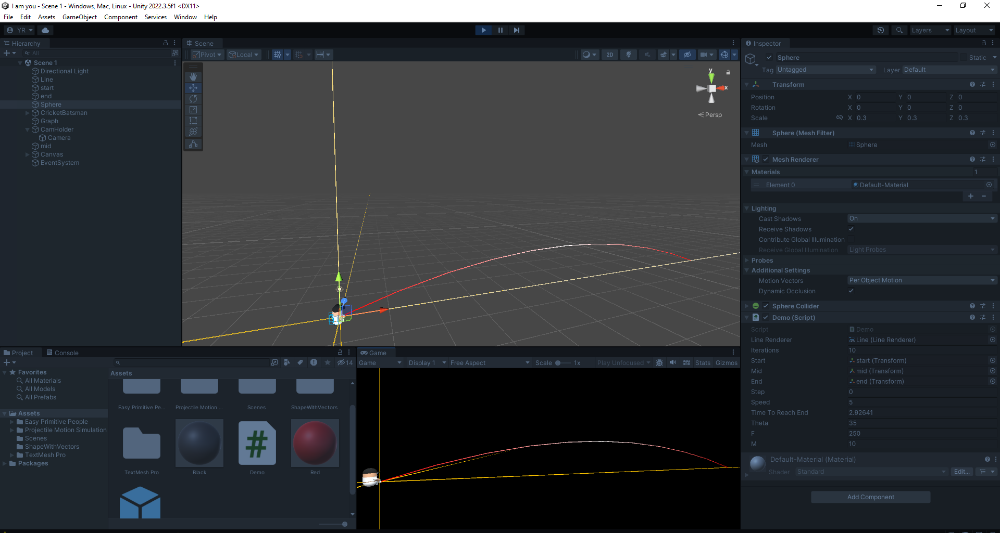 I am you - Scene 1 - Windows, Mac, Linux - Unity 2022.3.5f1 <DX11>
File Edit Assets GameObject Component Services Window Help
YR Layers Layout
Hierarchy
All
Scene 1
Directional Light
Line
start
end
Sphere
CricketBatsman
Graph
CamHolder
Camera
mid
Canvas
EventSystem
Scene
Pivot Local 2D
y
x
Persp
Inspector
Sphere Static
Tag Untagged Layer Default
Transform
Position X 0 Y 0 Z 0
Rotation X 0 Y 0 Z 0
Scale X 0.3 Y 0.3 Z 0.3
Sphere (Mesh Filter)
Mesh Sphere
Mesh Renderer
Materials 1
Element 0 Default-Material
Lighting
Cast Shadows On
Receive Shadows
Contribute Global Illumination
Receive Global Illumination Light Probes
Probes
Additional Settings
Motion Vectors Per Object Motion
Dynamic Occlusion
Sphere Collider
Demo (Script)
Script Demo
Line Renderer Line (Line Renderer)
Iterations 10
Start start (Transform)
Mid mid (Transform)
End end (Transform)
Step 0
Speed 5
Time To Reach End 2.92641
Theta 35
F 250
M 10
Default-Material (Material)
Shader Standard Edit...
Add Component
Project Console
14
Favorites
All Materials
All Models
All Prefabs
Assets
Easy Primitive People
Projectile Motion Simulation
Scenes
ShapeWithVectors
TextMesh Pro
Packages
Assets
Easy Primitive Pe... Projectile Motion ... Scenes ShapeWithVectors
TextMesh Pro Black Demo Red
Game
Game Display 1 Free Aspect Scale 1x Play Unfocused Stats Gizmos